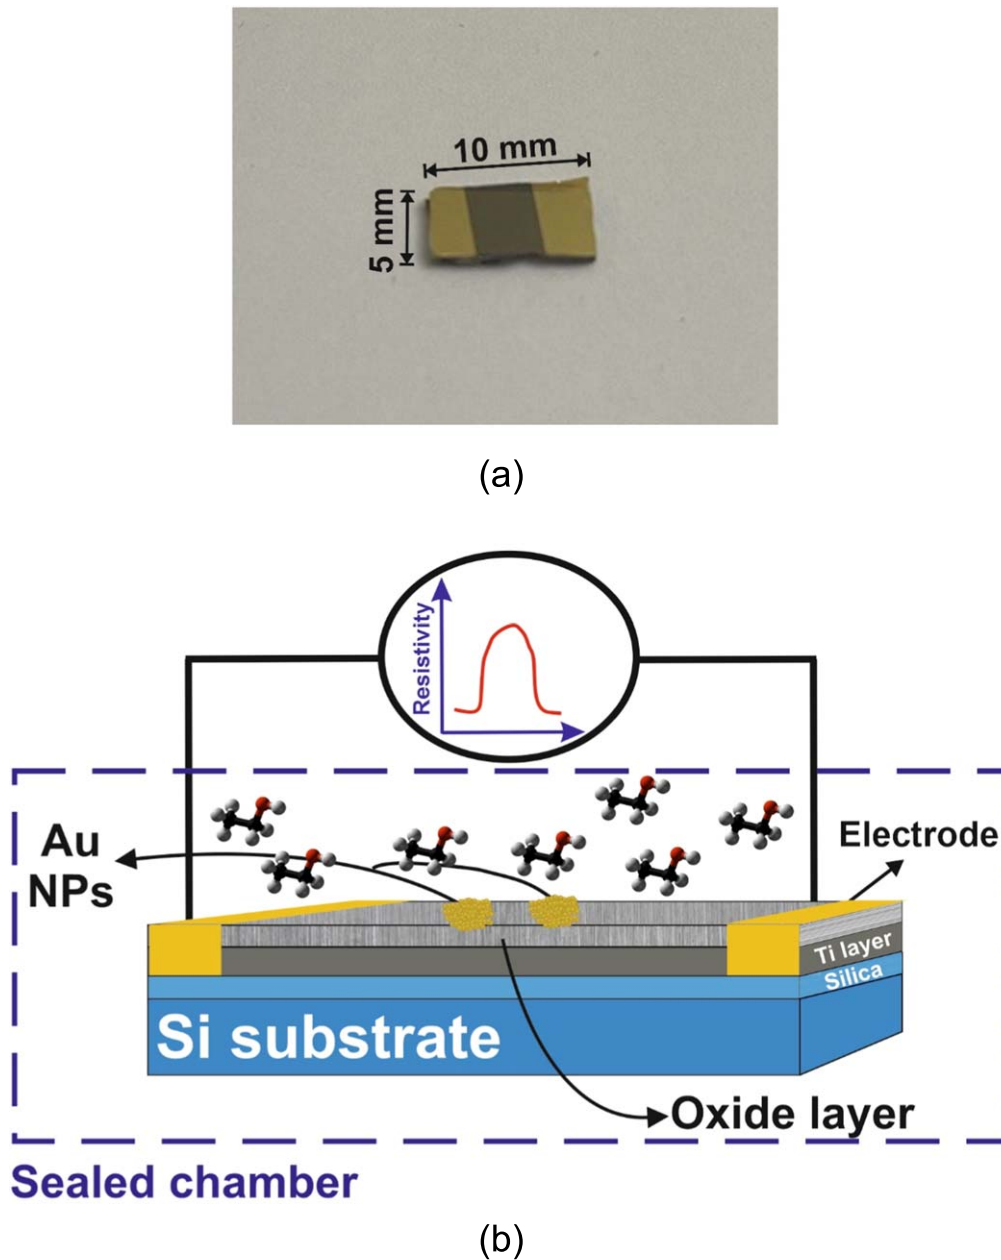 10 mm
5 mm
(a)
Resistivity
Au
NPs
Electrode
Ti layer
Silica
Si substrate
Oxide layer
Sealed chamber
(b)